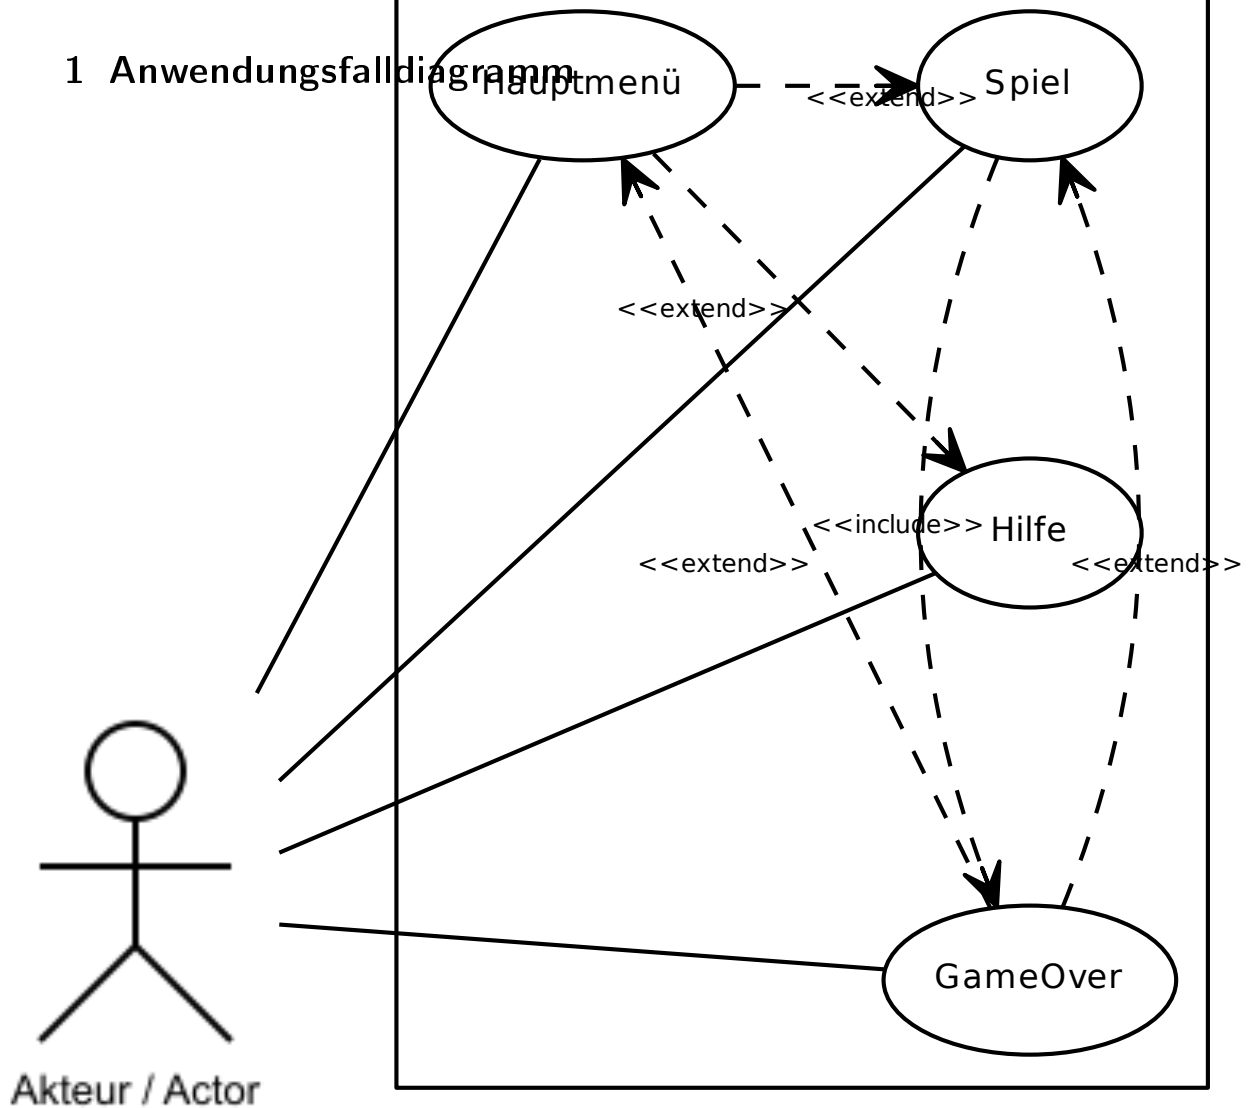 1 Anwendungsfalldiagramm
Hauptmenü
Spiel
<<extend>>
<<extend>>
<<include>>
Hilfe
<<extend>>
<<extend>>
GameOver
Akteur / Actor